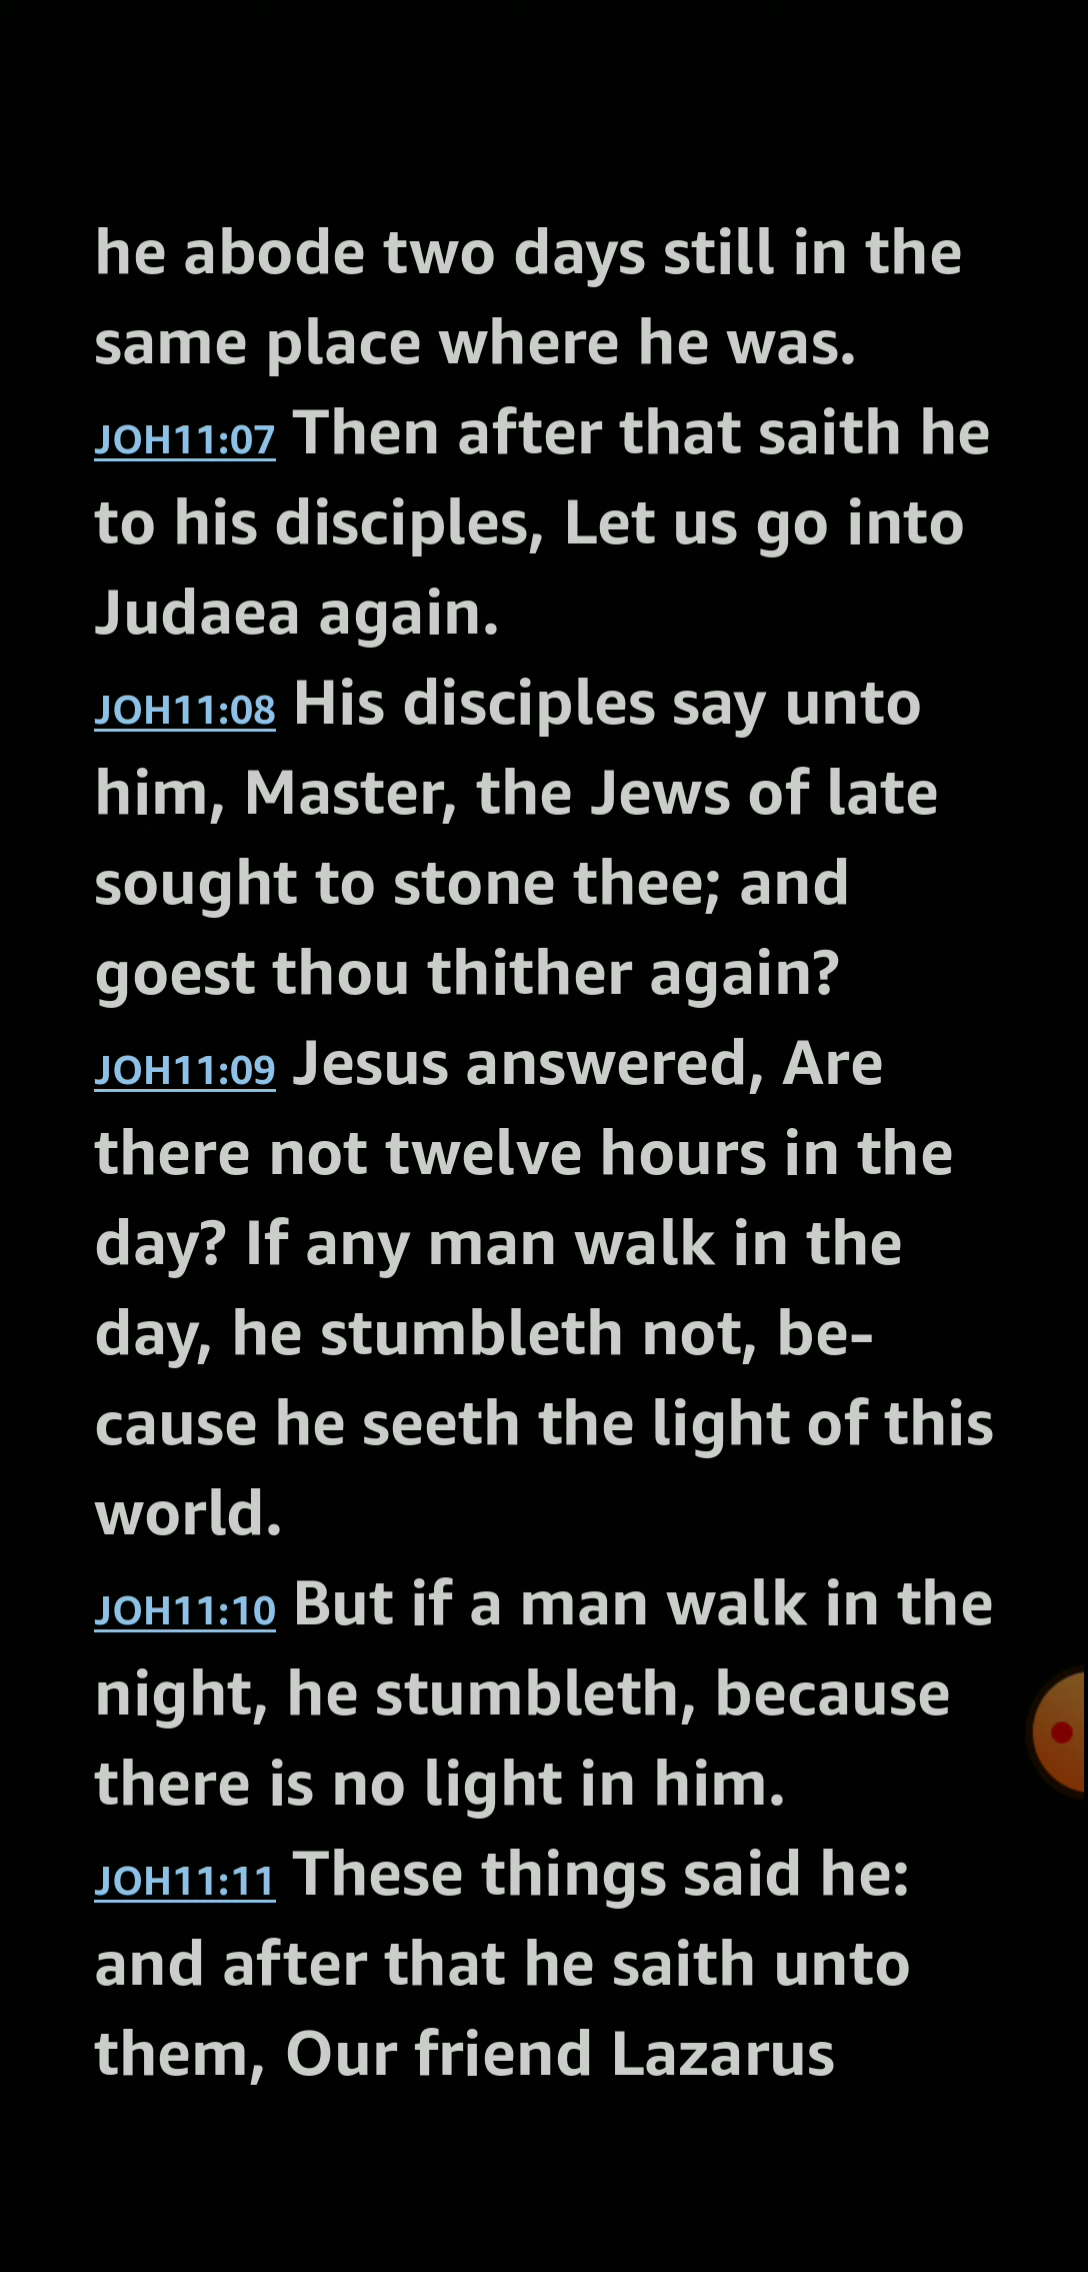 he abode two days still in the
same place where he was.
JOH11:07 Then after that saith he
to his disciples, Let us go into
Judaea again.
JOH11:08 His disciples say unto
him, Master, the Jews of late
sought to stone thee; and
goest thou thither again?
JOH11:09 Jesus answered, Are
there not twelve hours in the
day? If any man walk in the
day, he stumbleth not, be-
cause he seeth the light of this
world.
JOH11:10 But if a man walk in the
night, he stumbleth, because
there is no light in him.
JOH11:11 These things said he:
and after that he saith unto
them, Our friend Lazarus